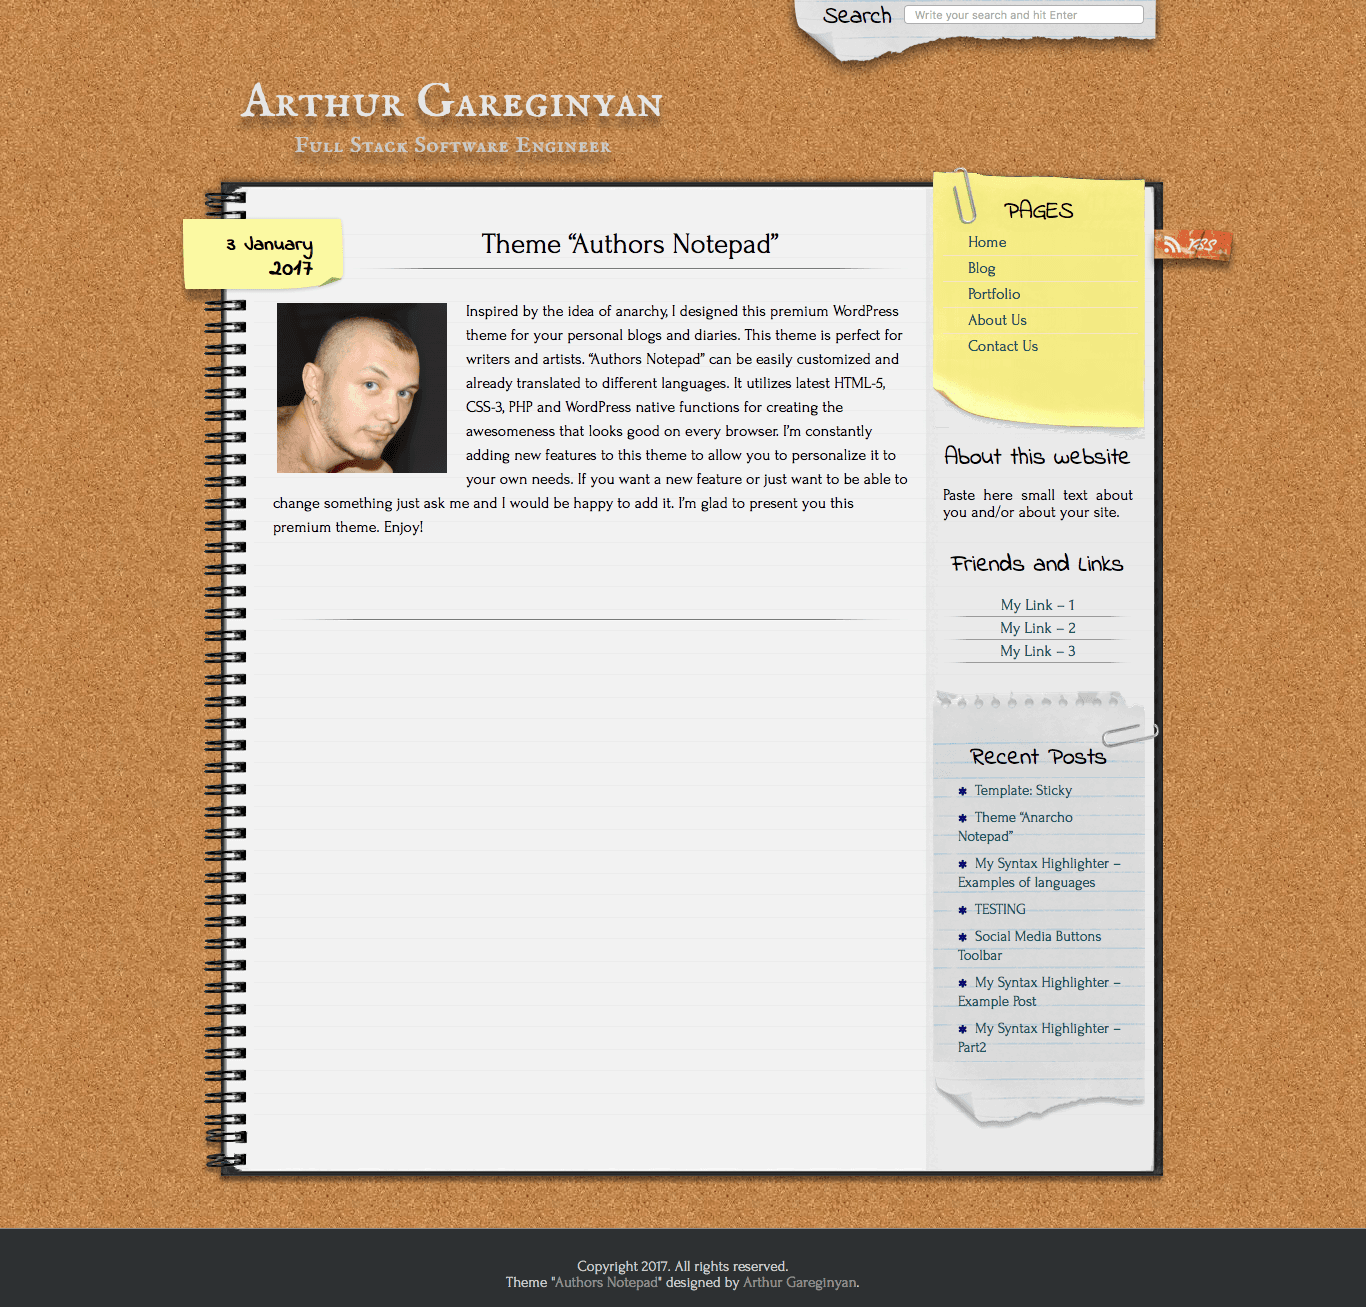 Search Write your search and hit Enter
Arthur Gareginyan
Full Stack Software Engineer
3 January
2017
Theme “Authors Notepad”
Inspired by the idea of anarchy, I designed this premium WordPress
theme for your personal blogs and diaries. This theme is perfect for
writers and artists. “Authors Notepad” can be easily customized and
already translated to different languages. It utilizes latest HTML-5,
CSS-3, PHP and WordPress native functions for creating the
awesomeness that looks good on every browser. I’m constantly
adding new features to this theme to allow you to personalize it to
your own needs. If you want a new feature or just want to be able to
change something just ask me and I would be happy to add it. I’m glad to present you this
premium theme. Enjoy!
PAGES
Home
Blog
Portfolio
About Us
Contact Us
RSS
About this website
Paste here small text about
you and/or about your site.
Friends and Links
My Link – 1
My Link – 2
My Link – 3
Recent Posts
Template: Sticky
Theme “Anarcho
Notepad”
My Syntax Highlighter –
Examples of languages
TESTING
Social Media Buttons
Toolbar
My Syntax Highlighter –
Example Post
My Syntax Highlighter –
Part2
Copyright 2017. All rights reserved.
Theme "Authors Notepad" designed by Arthur Gareginyan.